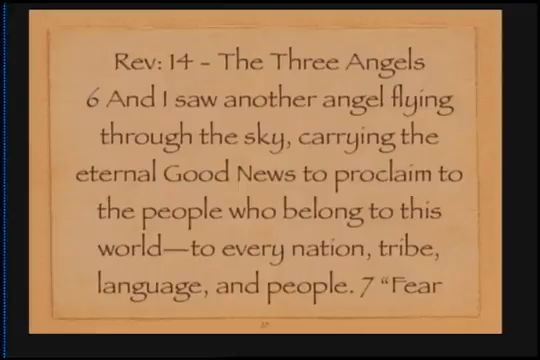 Rev: 14 - The Three Angels
6 And I saw another angel flying
through the sky, carrying the
eternal Good News to proclaim to
the people who belong to this
world—to every nation, tribe,
language, and people. 7 “Fear